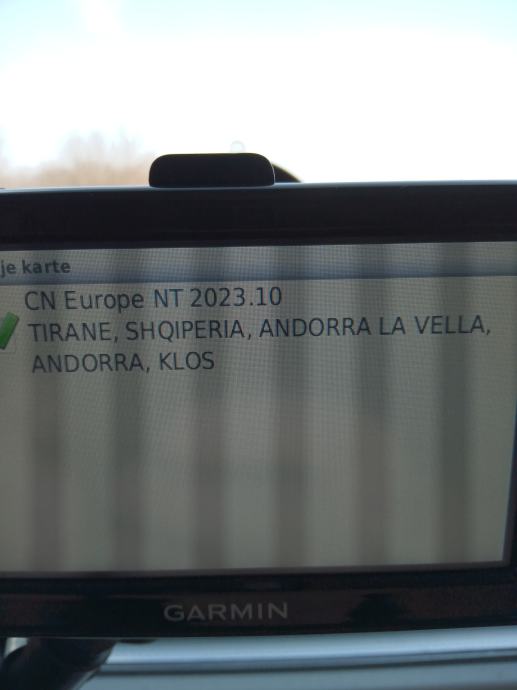 je karte
CN Europe NT 2023.10
TIRANE, SHQIPERIA, ANDORRA LA VELLA,
ANDORRA, KLOS
GARMIN